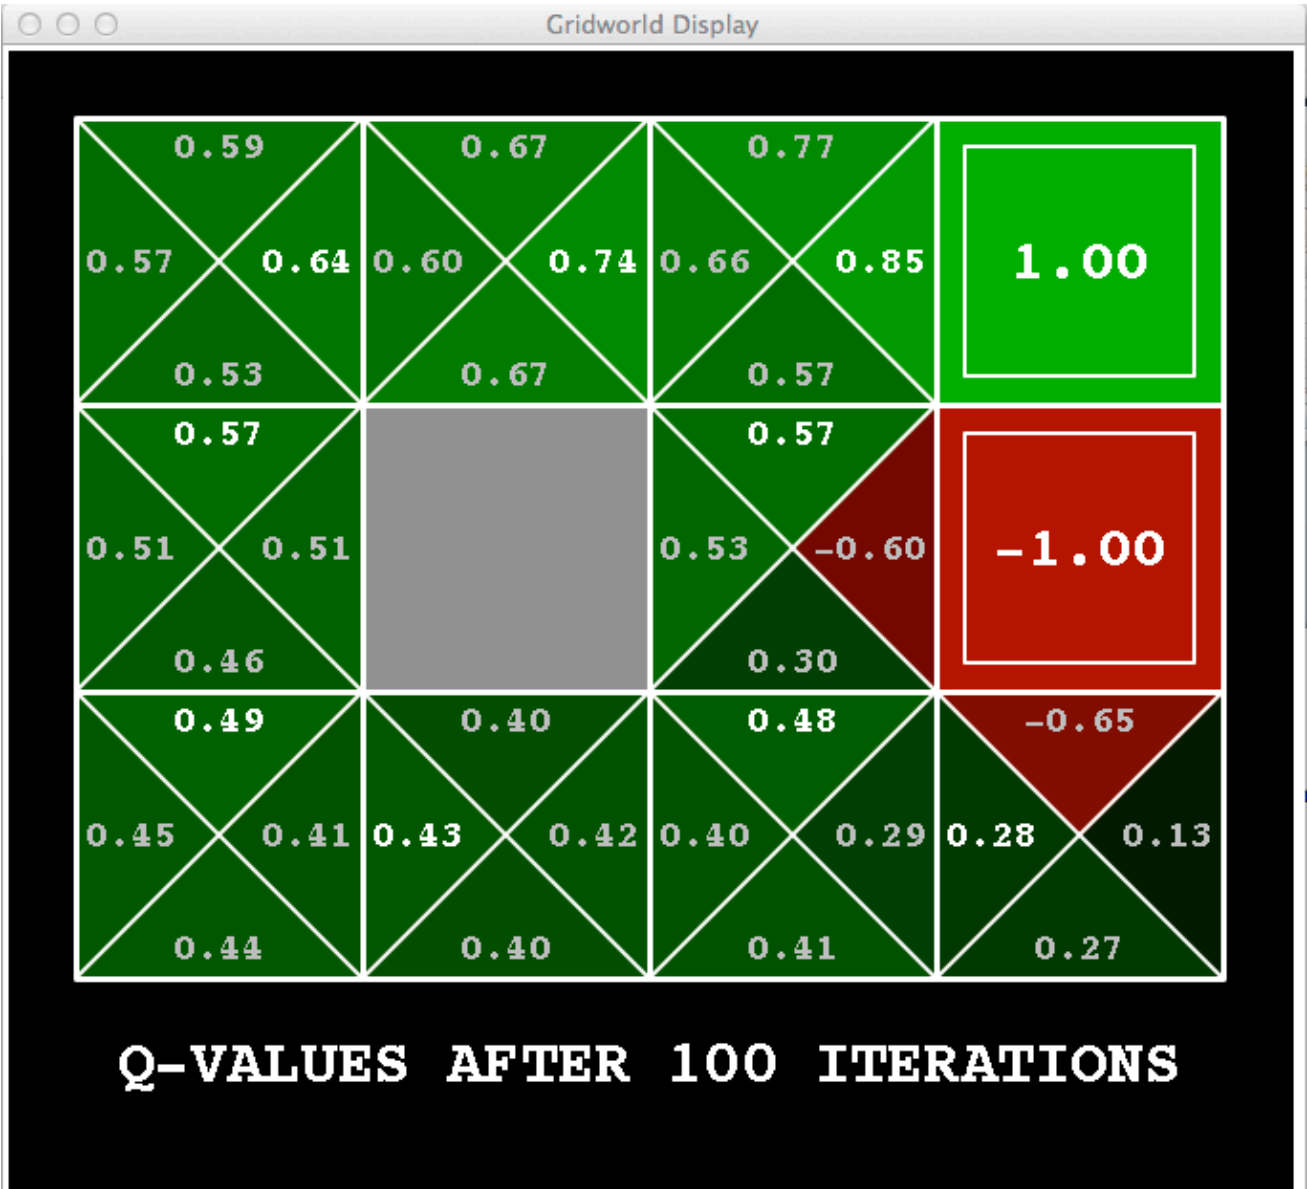 Gridworld Display
0.59 0.67 0.77
0.57 0.64 0.60 0.74 0.66 0.85 1.00
0.53 0.67 0.57
0.57 0.57
0.51 0.51 0.53 -0.60 -1.00
0.46 0.30
0.49 0.40 0.48 -0.65
0.45 0.41 0.43 0.42 0.40 0.29 0.28 0.13
0.44 0.40 0.41 0.27
Q-VALUES AFTER 100 ITERATIONS